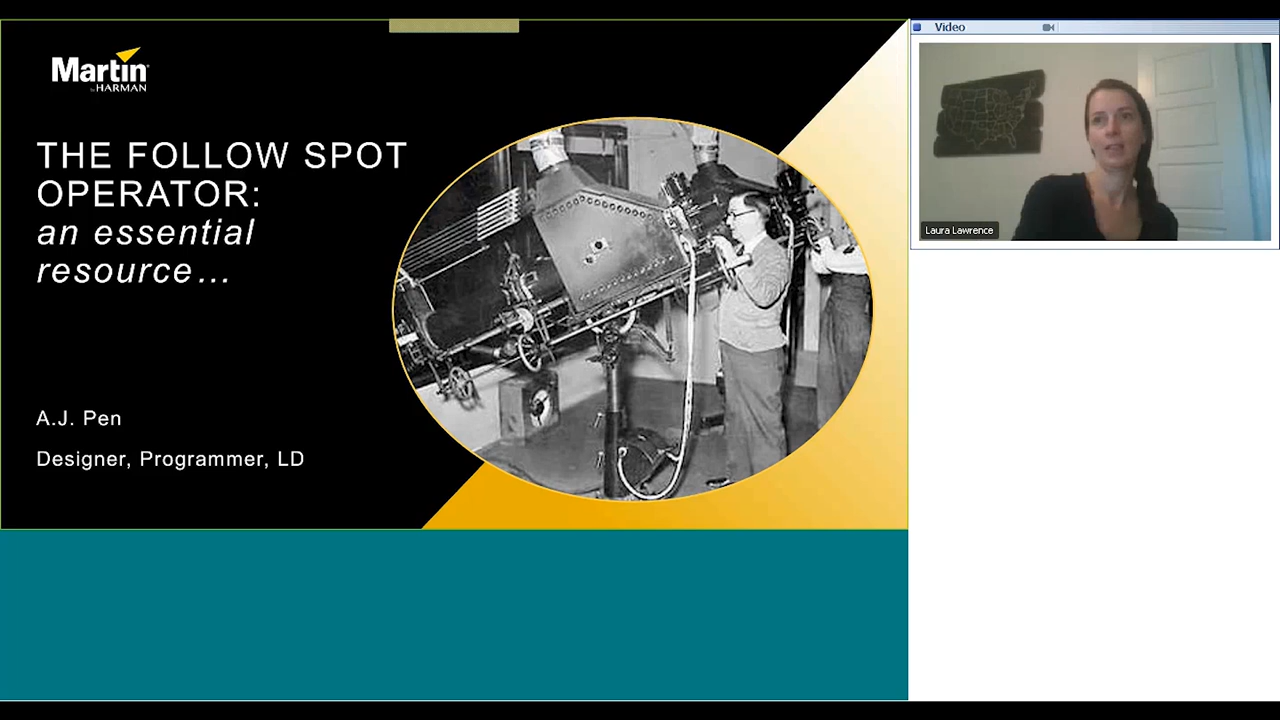 Martin
by HARMAN
THE FOLLOW SPOT
OPERATOR:
an essential
resource…
A.J. Pen
Designer, Programmer, LD
Video
Laura Lawrence